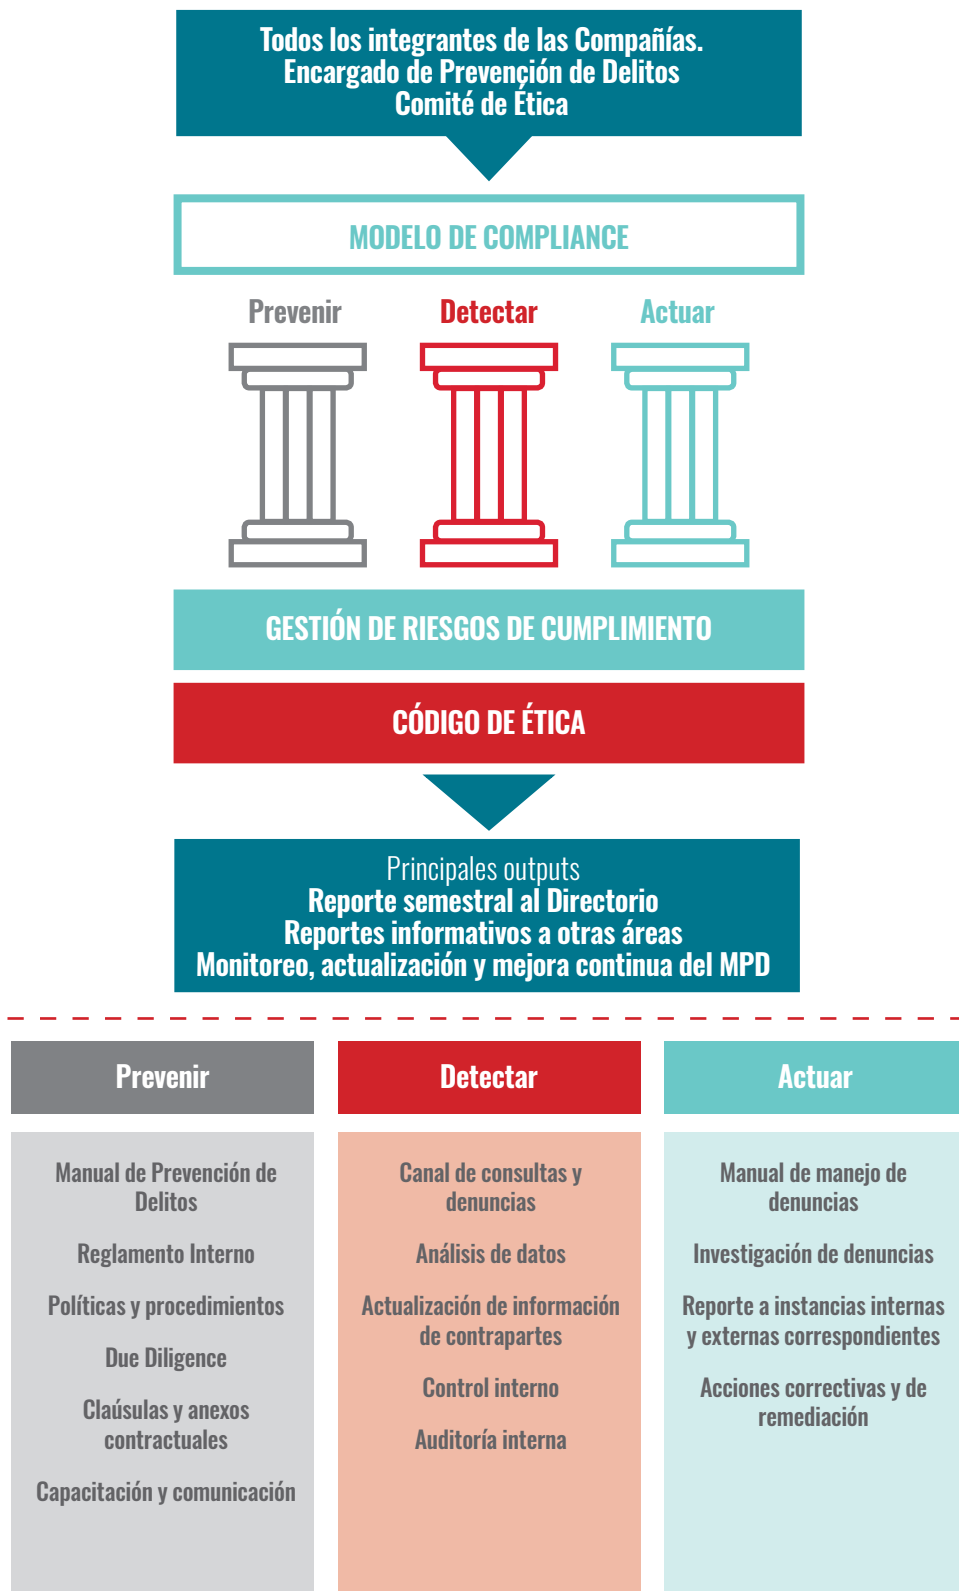 Todos los integrantes de las Compañías.
Encargado de Prevención de Delitos
Comité de Ética
MODELO DE COMPLIANCE
Prevenir
Detectar
Actuar
GESTIÓN DE RIESGOS DE CUMPLIMIENTO
CÓDIGO DE ÉTICA
Principales outputs
Reporte semestral al Directorio
Reportes informativos a otras áreas
Monitoreo, actualización y mejora continua del MPD
Prevenir
Manual de Prevención de
Delitos
Reglamento Interno
Políticas y procedimientos
Due Diligence
Claúsulas y anexos
contractuales
Capacitación y comunicación
Detectar
Canal de consultas y
denuncias
Análisis de datos
Actualización de información
de contrapartes
Control interno
Auditoría interna
Actuar
Manual de manejo de
denuncias
Investigación de denuncias
Reporte a instancias internas
y externas correspondientes
Acciones correctivas y de
remediación